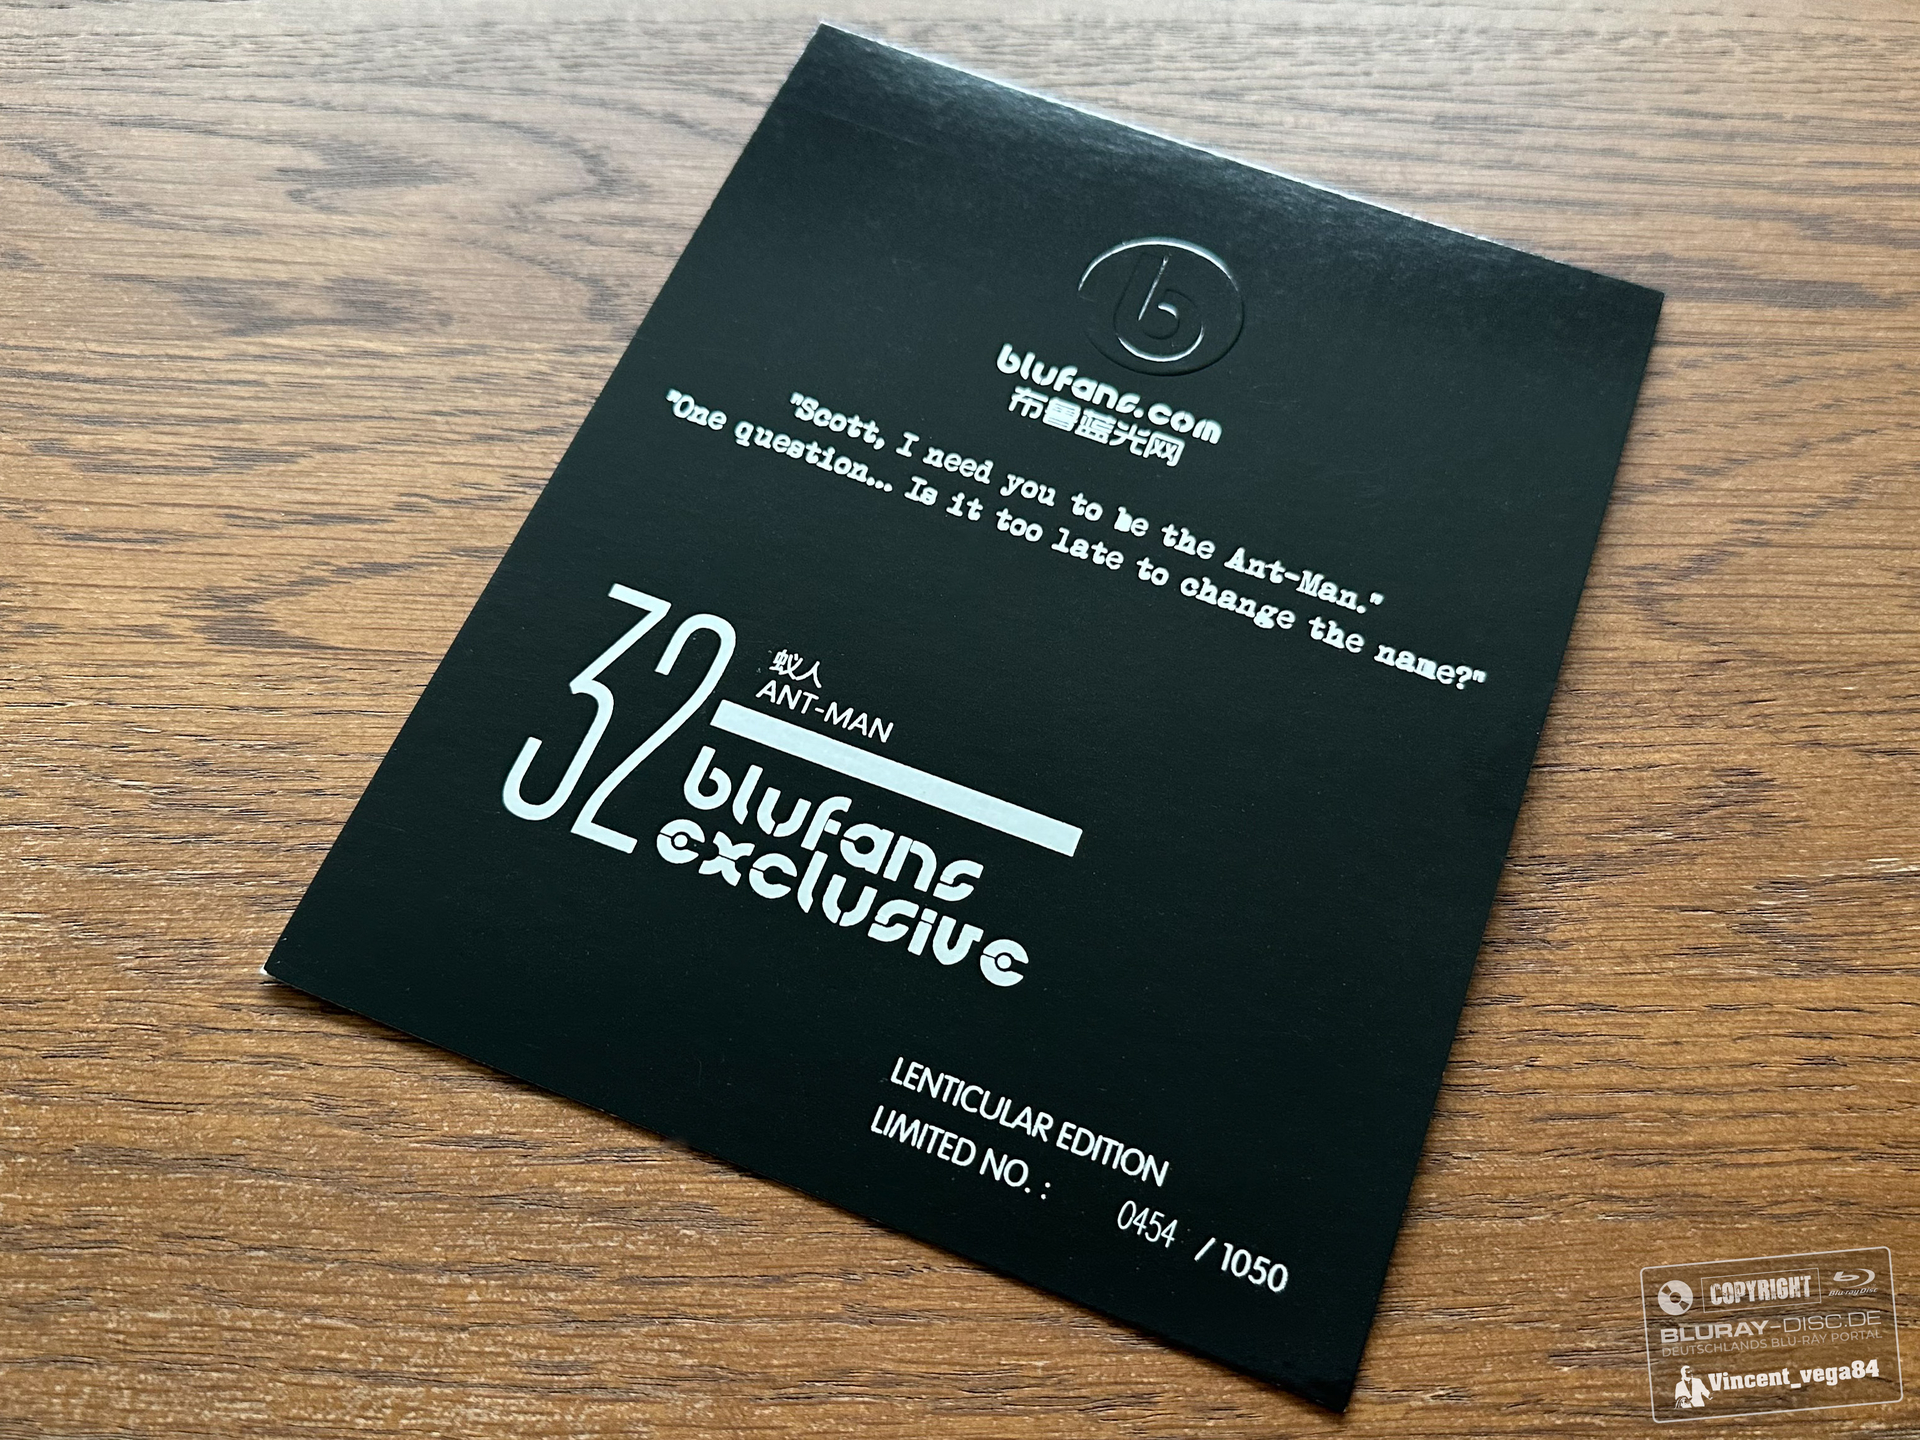 b
blufans.com
布鲁蓝光网
"Scott, I need you to be the Ant-Man."
"One question... Is it too late to change the name?"
32
蚁人
ANT-MAN
blufans
exclusive
LENTICULAR EDITION
LIMITED NO. : 0454 / 1050
COPYRIGHT
Blu-ray Disc
BLURAY-DISC.DE
DEUTSCHLANDS BLU-RAY PORTAL
Vincent_vega84